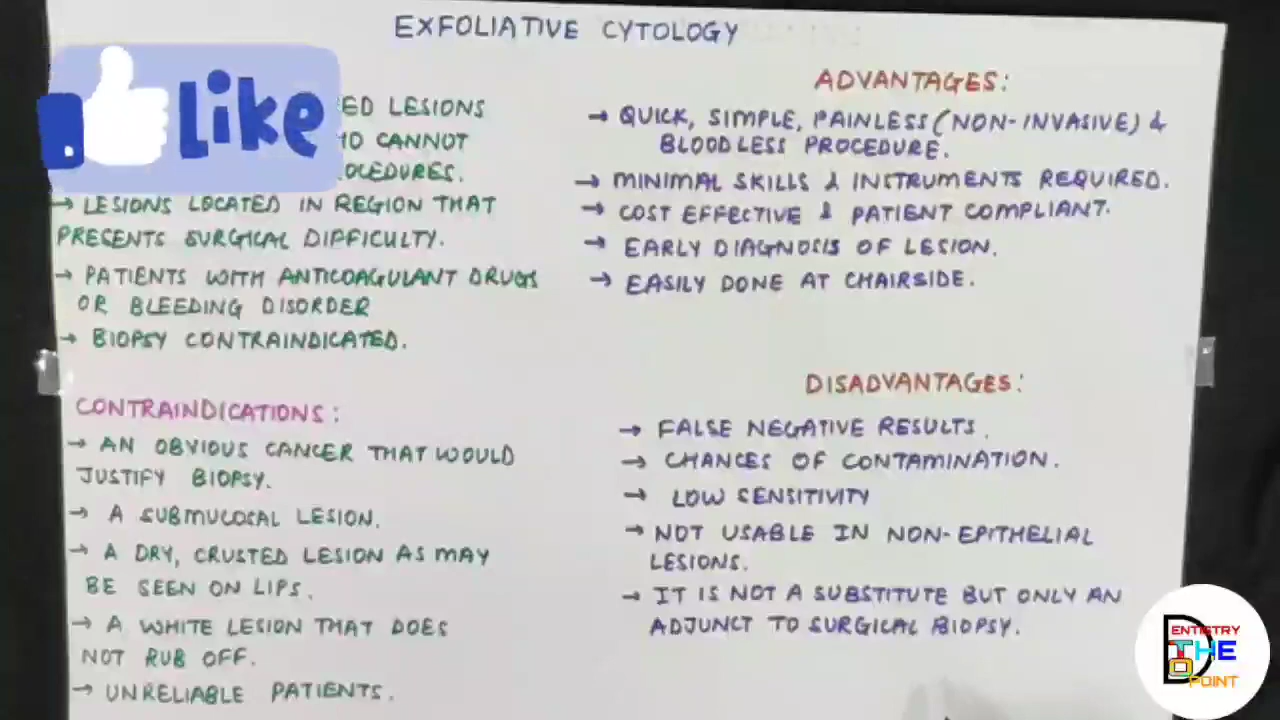 EXFOLIATIVE CYTOLOGY
Like
LESIONS
CANNOT
→ LESIONS LOCATED IN REGION THAT
PRESENTS SURGICAL DIFFICULTY.
→ PATIENTS WITH ANTICOAGULANT DRUGS
OR BLEEDING DISORDER
→ BIOPSY CONTRAINDICATED.
CONTRAINDICATIONS:
→ AN OBVIOUS CANCER THAT WOULD
JUSTIFY BIOPSY.
→ A SUBMUCOSAL LESION.
→ A DRY, CRUSTED LESION AS MAY
BE SEEN ON LIPS.
→ A WHITE LESION THAT DOES
NOT RUB OFF.
→ UNRELIABLE PATIENTS.
ADVANTAGES:
→ QUICK, SIMPLE, PAINLESS (NON-INVASIVE) &
BLOODLESS PROCEDURE.
→ MINIMAL SKILLS & INSTRUMENTS REQUIRED.
→ COST EFFECTIVE & PATIENT COMPLIANT.
→ EARLY DIAGNOSIS OF LESION.
→ EASILY DONE AT CHAIRSIDE.
DISADVANTAGES:
→ FALSE NEGATIVE RESULTS.
→ CHANCES OF CONTAMINATION.
→ LOW SENSITIVITY
→ NOT USABLE IN NON-EPITHELIAL
LESIONS.
→ IT IS NOT A SUBSTITUTE BUT ONLY AN
ADJUNCT TO SURGICAL BIOPSY.
DENTISTRY
THE
POINT